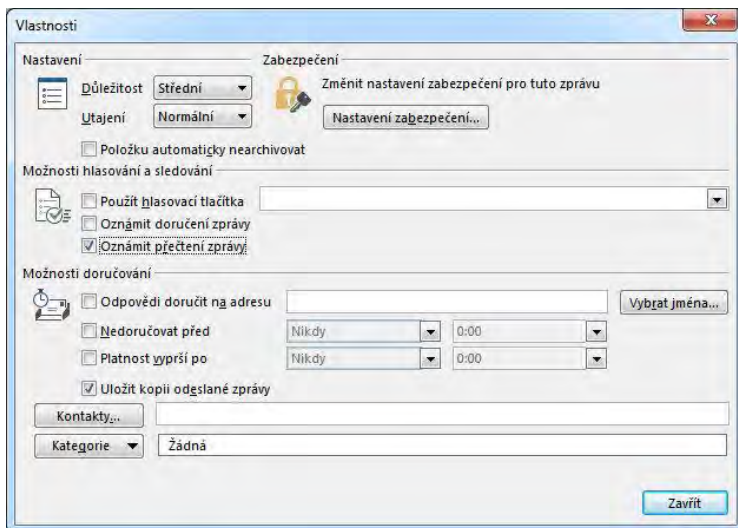 Vlastnosti
Nastavení
Zabezpečení
Důležitost Střední
Změnit nastavení zabezpečení pro tuto zprávu
Utajení Normální
Nastavení zabezpečení...
Položku automaticky nearchivovat
Možnosti hlasování a sledování
Použít hlasovací tlačítka
Oznámit doručení zprávy
Oznámit přečtení zprávy
Možnosti doručování
Odpovědi doručit na adresu Vybrat jména...
Nedoručovat před Nikdy 0:00
Platnost vyprší po Nikdy 0:00
Uložit kopii odeslané zprávy
Kontakty...
Kategorie Žádná
Zavřít